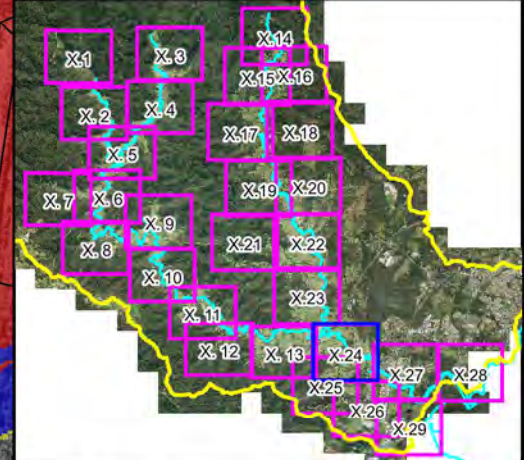 X.14
X.1
X. 3
X.15
X.16
X. 2
X. 4
X.17
X.18
X. 5
X. 7
X. 6
X.19
X.20
X. 9
X. 8
X.21
X.22
X. 10
X.23
X. 11
X. 12
X. 13
X.24
X.27
X.28
X.25
X.26
X.29